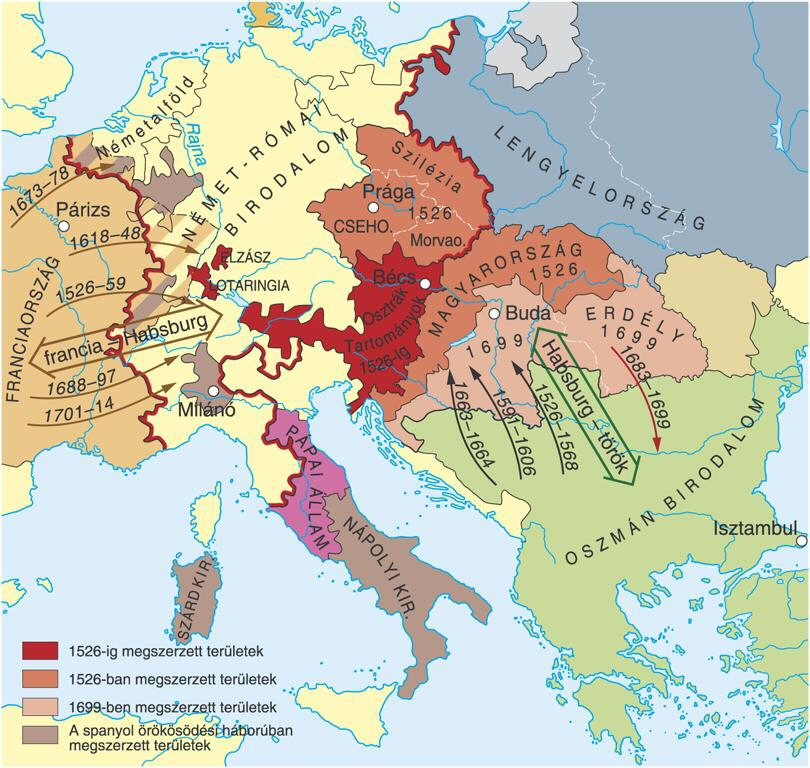 Németalföld
Rajna
NÉMET-RÓMAI
BIRODALOM
LENGYELORSZÁG
Szilézia
Prága
1526
CSEHO.
Morvao.
1673–78
Párizs
1618–48
ELZÁSZ
LOTARINGIA
1526–59
FRANCIAORSZÁG
francia – Habsburg
1688–97
1701–14
Milánó
Bécs
Osztrák
Tartományok
1526-ig
MAGYARORSZÁG
1526
Buda
1699
ERDÉLY
1699
1683–1699
Habsburg – török
1663–1664
1591–1606
1526–1568
OSZMÁN BIRODALOM
Isztambul
PÁPAI ÁLLAM
NÁPOLYI KIR.
SZÁRD KIR.
1526-ig megszerzett területek
1526-ban megszerzett területek
1699-ben megszerzett területek
A spanyol örökösödési háborúban
megszerzett területek